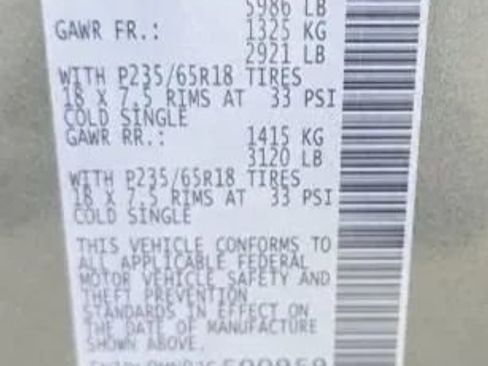 5986 LB
GAWR FR.: 1325 KG
2921 LB
WITH P235/65R18 TIRES
18 X 7.5 RIMS AT 33 PSI
COLD SINGLE
GAWR RR.: 1415 KG
3120 LB
WITH P235/65R18 TIRES
18 X 7.5 RIMS AT 33 PSI
COLD SINGLE
THIS VEHICLE CONFORMS TO
ALL APPLICABLE FEDERAL
MOTOR VEHICLE SAFETY AND
THEFT PREVENTION
STANDARDS IN EFFECT ON
THE DATE OF MANUFACTURE
SHOWN ABOVE.